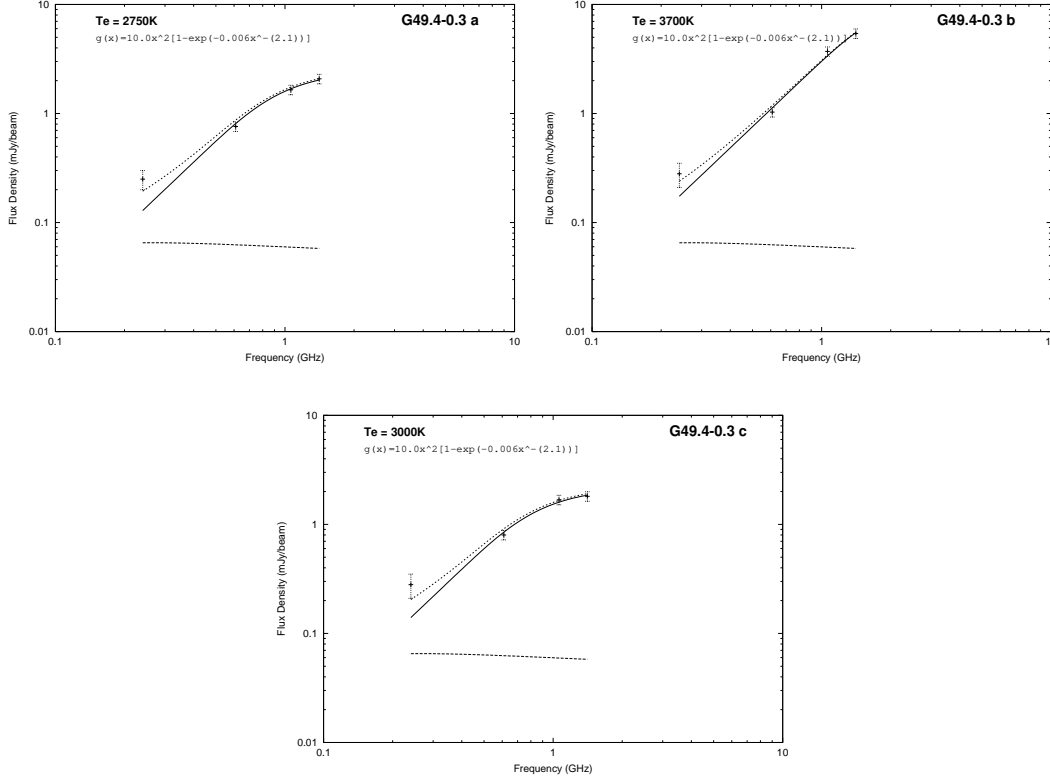 Te = 2750K
G49.4-0.3 a
g(x)=10.0x^2[1-exp(-0.006x^-(2.1))]
10
1
0.1
0.01
Flux Density (mJy/beam)
0.1
1
10
Frequency (GHz)
Te = 3700K
G49.4-0.3 b
g(x)=10.0x^2[1-exp(-0.006x^-(2.1))]
10
1
0.1
0.01
Flux Density (mJy/beam)
0.1
1
1
Frequency (GHz)
Te = 3000K
G49.4-0.3 c
g(x)=10.0x^2[1-exp(-0.006x^-(2.1))]
10
1
0.1
0.01
Flux Density (mJy/beam)
0.1
1
10
Frequency (GHz)